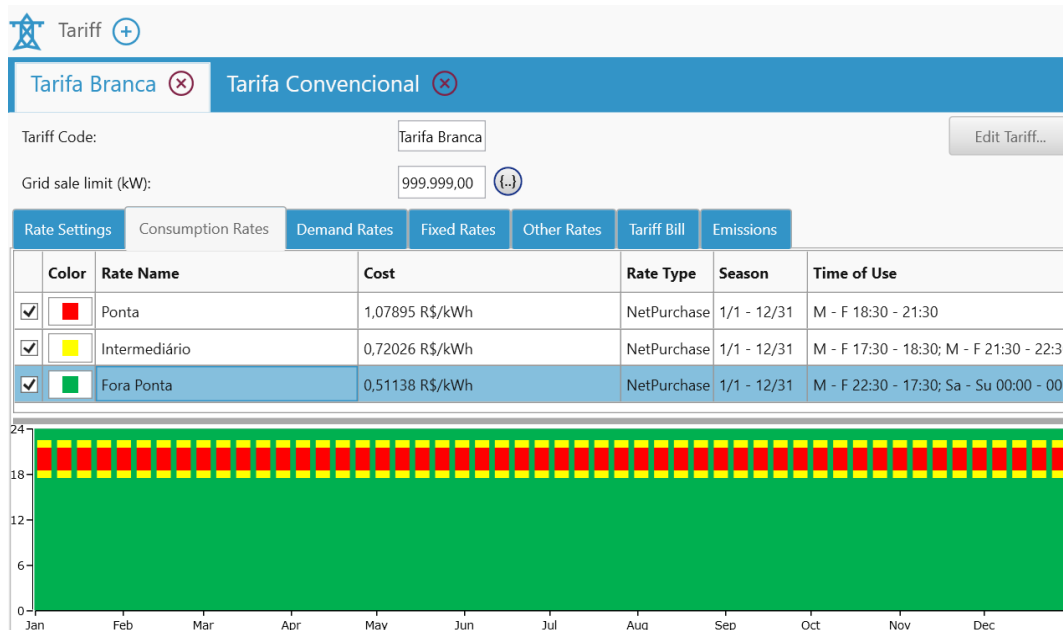 Tariff
Tarifa Branca Tarifa Convencional
Tariff Code: Tarifa Branca Edit Tariff...
Grid sale limit (kW): 999.999,00 {..}
Rate Settings Consumption Rates Demand Rates Fixed Rates Other Rates Tariff Bill Emissions
Color Rate Name Cost Rate Type Season Time of Use
Ponta 1,07895 R$/kWh NetPurchase 1/1 - 12/31 M - F 18:30 - 21:30
Intermediário 0,72026 R$/kWh NetPurchase 1/1 - 12/31 M - F 17:30 - 18:30; M - F 21:30 - 22:3
Fora Ponta 0,51138 R$/kWh NetPurchase 1/1 - 12/31 M - F 22:30 - 17:30; Sa - Su 00:00 - 00
24
18
12
6
0
Jan Feb Mar Apr May Jun Jul Aug Sep Oct Nov Dec